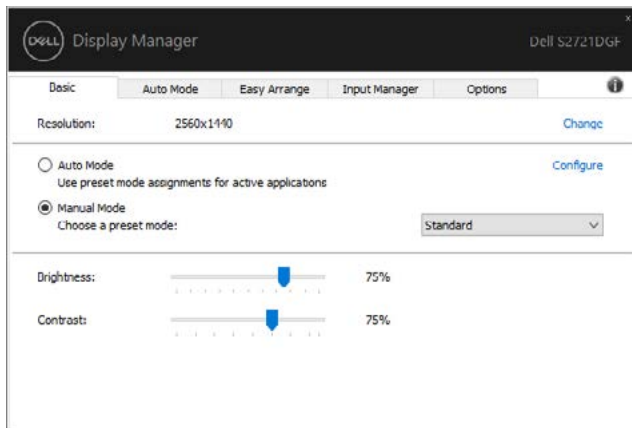 DELL Display Manager
Dell S2721DGF
Basic Auto Mode Easy Arrange Input Manager Options
Resolution: 2560x1440 Change
Auto Mode Configure
Use preset mode assignments for active applications
Manual Mode
Choose a preset mode: Standard
Brightness: 75%
Contrast: 75%